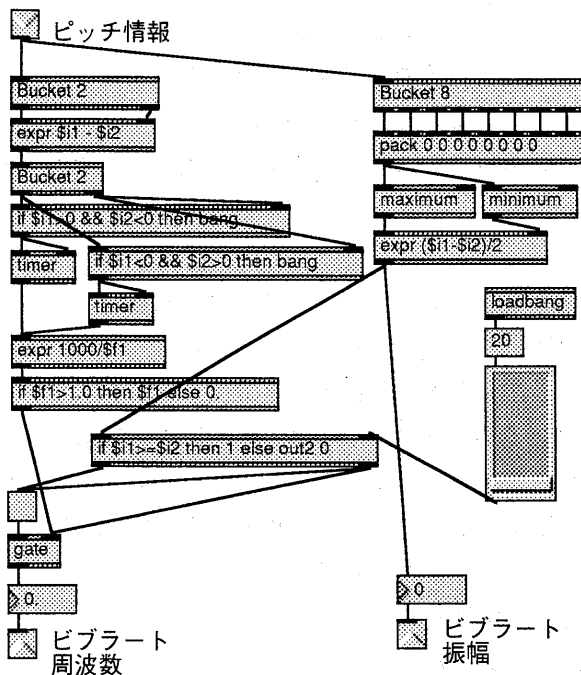 ピッチ情報
Bucket 2
Bucket 8
expr $i1 - $i2
pack 0 0 0 0 0 0 0 0
Bucket 2
maximum
minimum
if $i1>0 && $i2<0 then bang
expr ($i1-$i2)/2
timer
if $i1<0 && $i2>0 then bang
loadbang
timer
20
expr 1000/$f1
if $f1>1.0 then $f1 else 0.
if $i1>=$i2 then 1 else out2 0
gate
0.
0
ビブラート
周波数
ビブラート
振幅